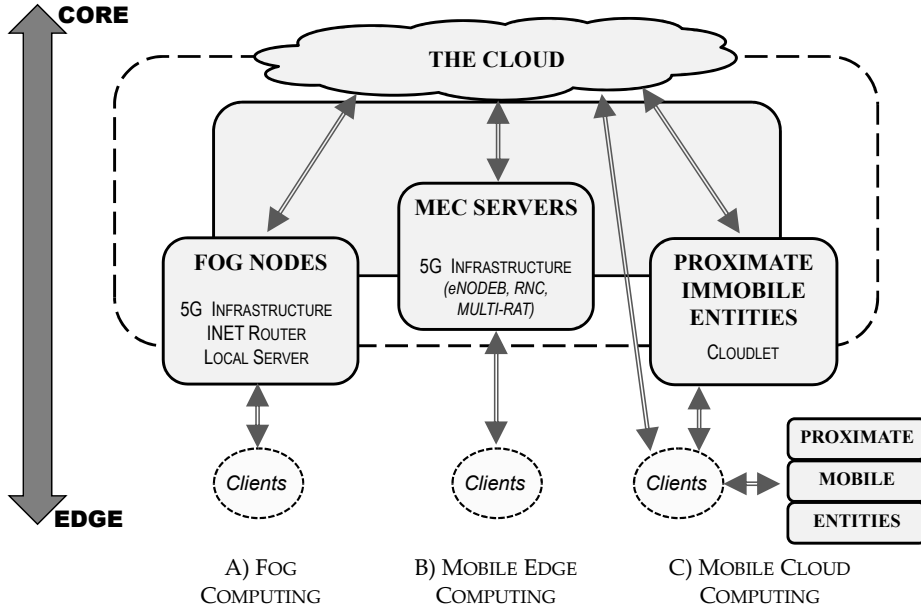 CORE
THE CLOUD
MEC SERVERS
5G INFRASTRUCTURE
(eNODEB, RNC,
MULTI-RAT)
FOG NODES
5G INFRASTRUCTURE
INET ROUTER
LOCAL SERVER
PROXIMATE
IMMOBILE
ENTITIES
CLOUDLET
Clients
Clients
Clients
PROXIMATE
MOBILE
ENTITIES
EDGE
A) FOG
COMPUTING
B) MOBILE EDGE
COMPUTING
C) MOBILE CLOUD
COMPUTING